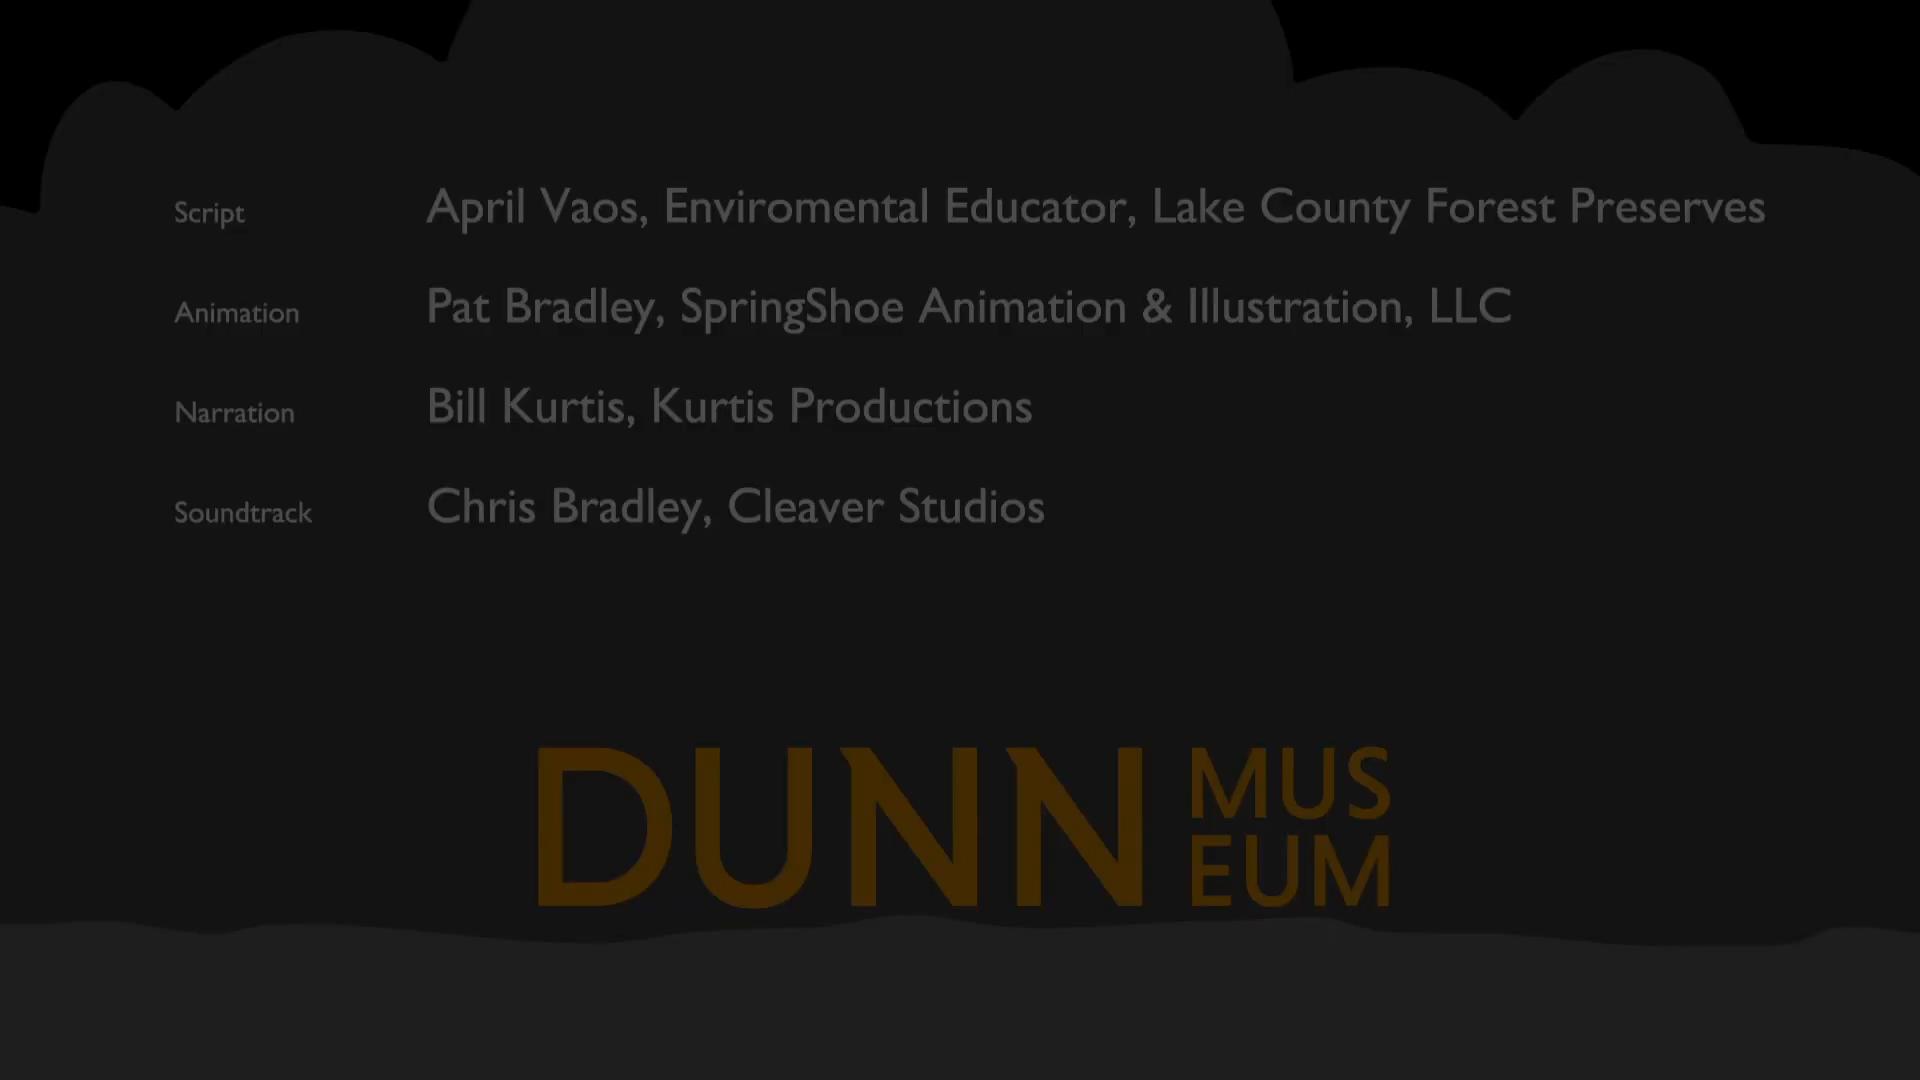 Script April Vaos, Enviromental Educator, Lake County Forest Preserves
Animation Pat Bradley, SpringShoe Animation & Illustration, LLC
Narration Bill Kurtis, Kurtis Productions
Soundtrack Chris Bradley, Cleaver Studios
DUNN MUS
EUM